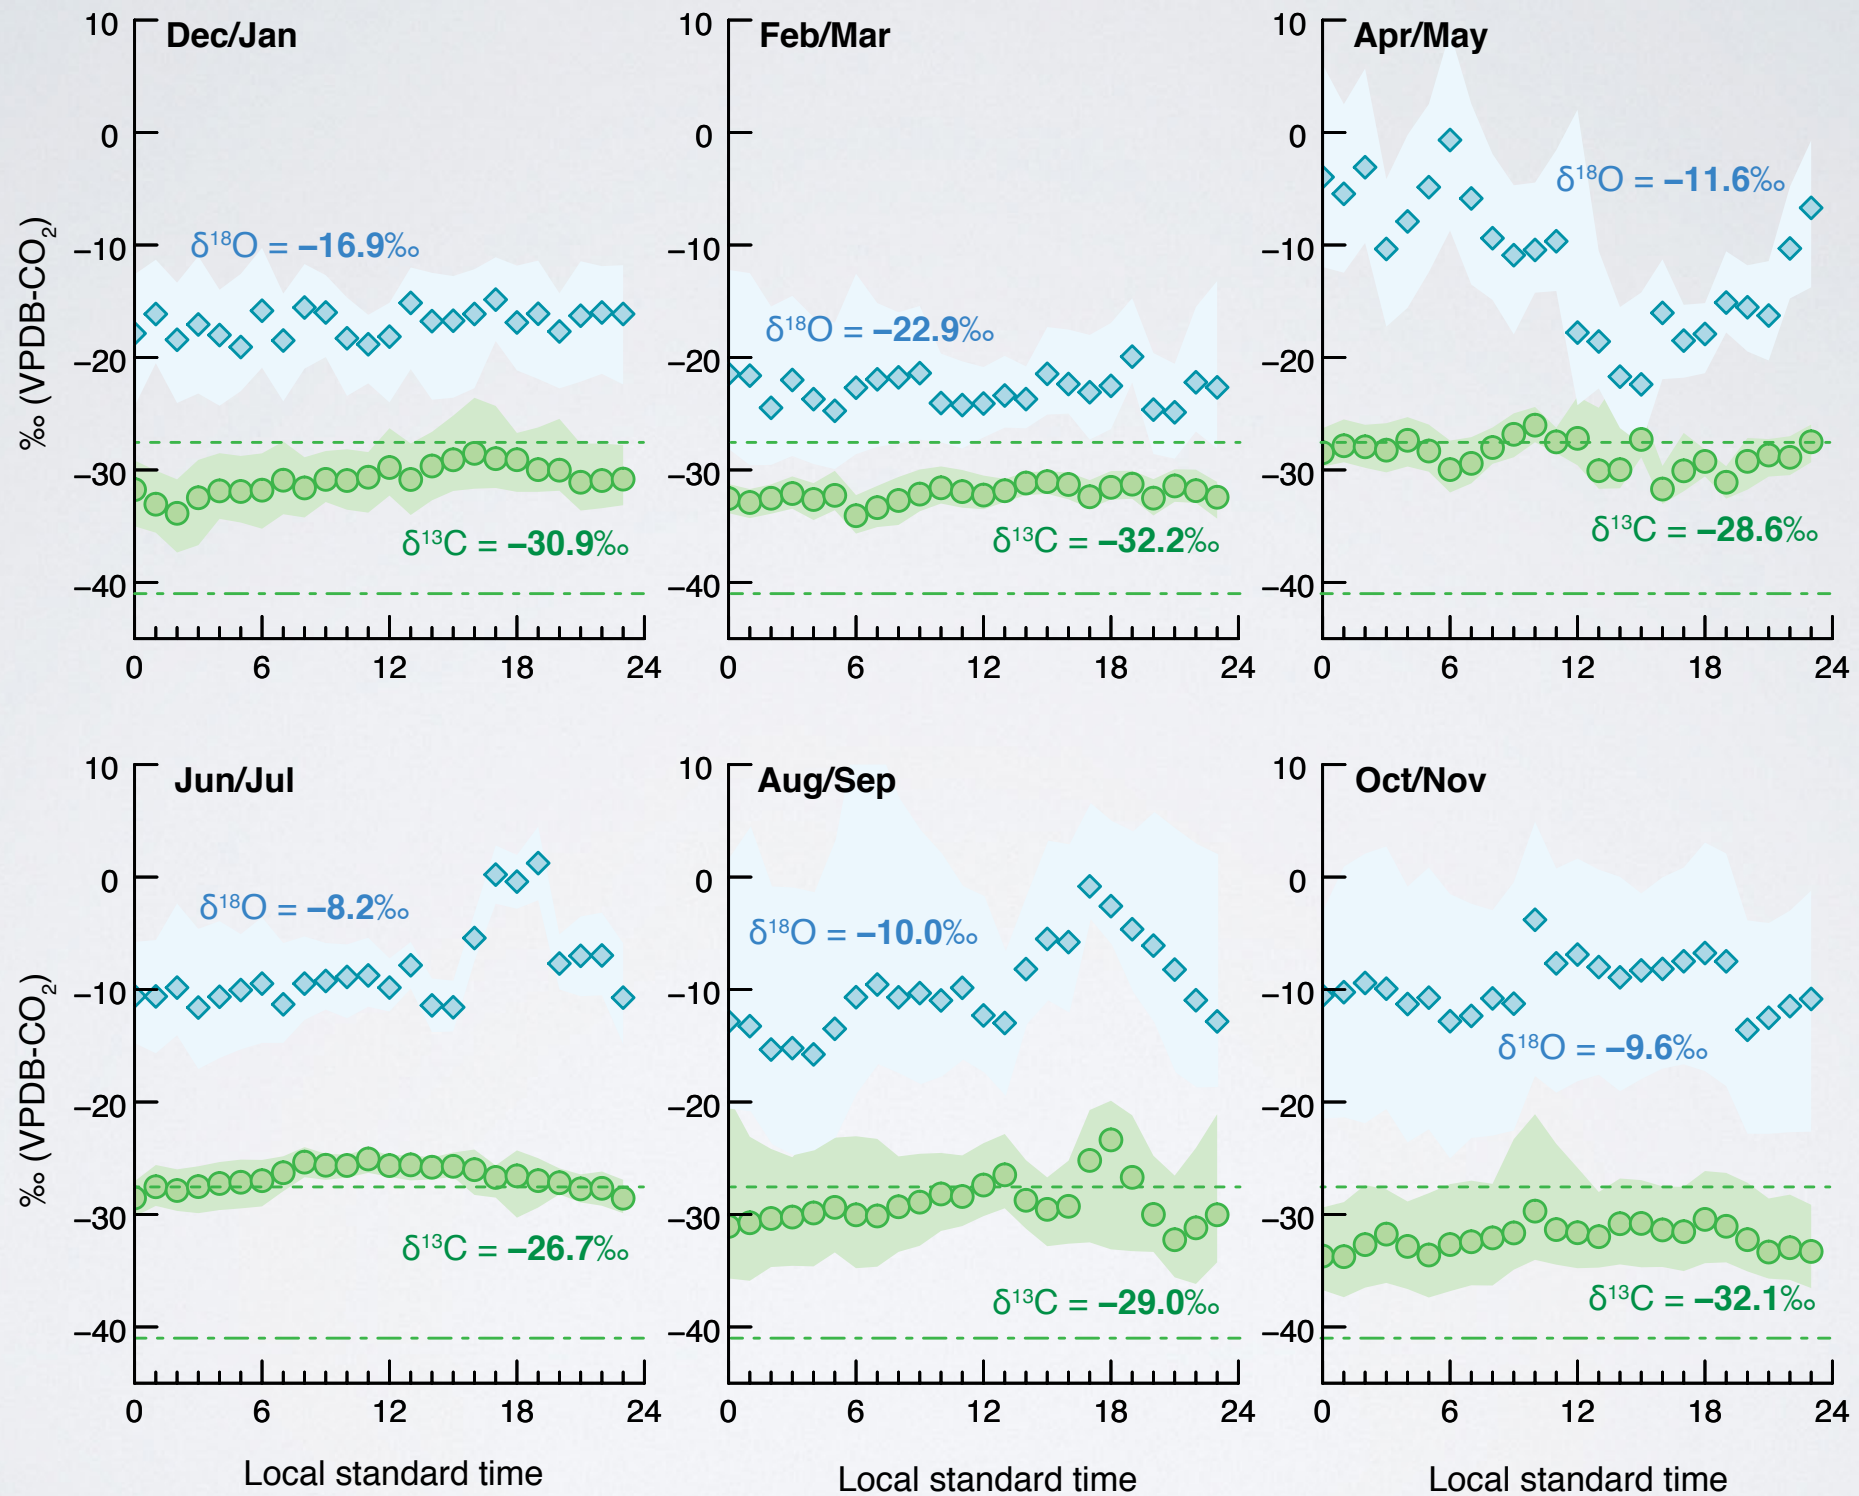 Dec/Jan
10
0
−10
−20
−30
−40
‰ (VPDB-CO₂)
δ¹⁸O = −16.9‰
δ¹³C = −30.9‰
0 6 12 18 24
Feb/Mar
10
0
−10
−20
−30
−40
δ¹⁸O = −22.9‰
δ¹³C = −32.2‰
0 6 12 18 24
Apr/May
10
0
−10
−20
−30
−40
δ¹⁸O = −11.6‰
δ¹³C = −28.6‰
0 6 12 18 24
Jun/Jul
10
0
−10
−20
−30
−40
‰ (VPDB-CO₂)
δ¹⁸O = −8.2‰
δ¹³C = −26.7‰
0 6 12 18 24
Local standard time
Aug/Sep
10
0
−10
−20
−30
−40
δ¹⁸O = −10.0‰
δ¹³C = −29.0‰
0 6 12 18 24
Local standard time
Oct/Nov
10
0
−10
−20
−30
−40
δ¹⁸O = −9.6‰
δ¹³C = −32.1‰
0 6 12 18 24
Local standard time